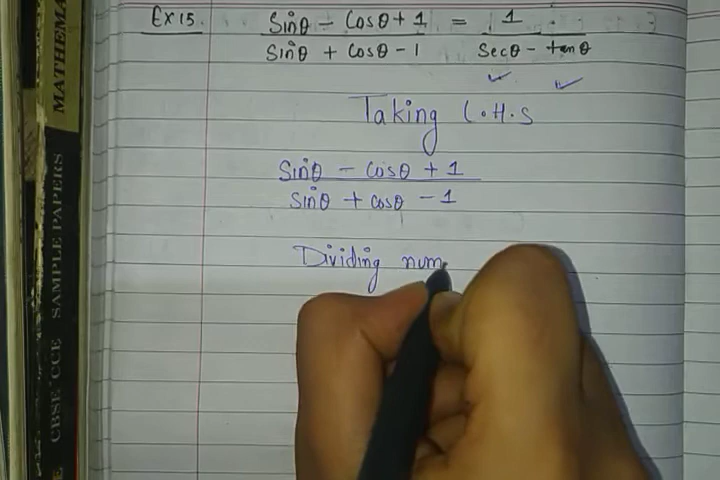 Ex 15. Sinθ - Cosθ + 1 = 1
Sinθ + Cosθ - 1 Secθ - tanθ
Taking L.H.S
Sinθ - cosθ + 1
Sinθ + cosθ - 1
Dividing num
MATHEMA
CBSE CCE SAMPLE PAPERS